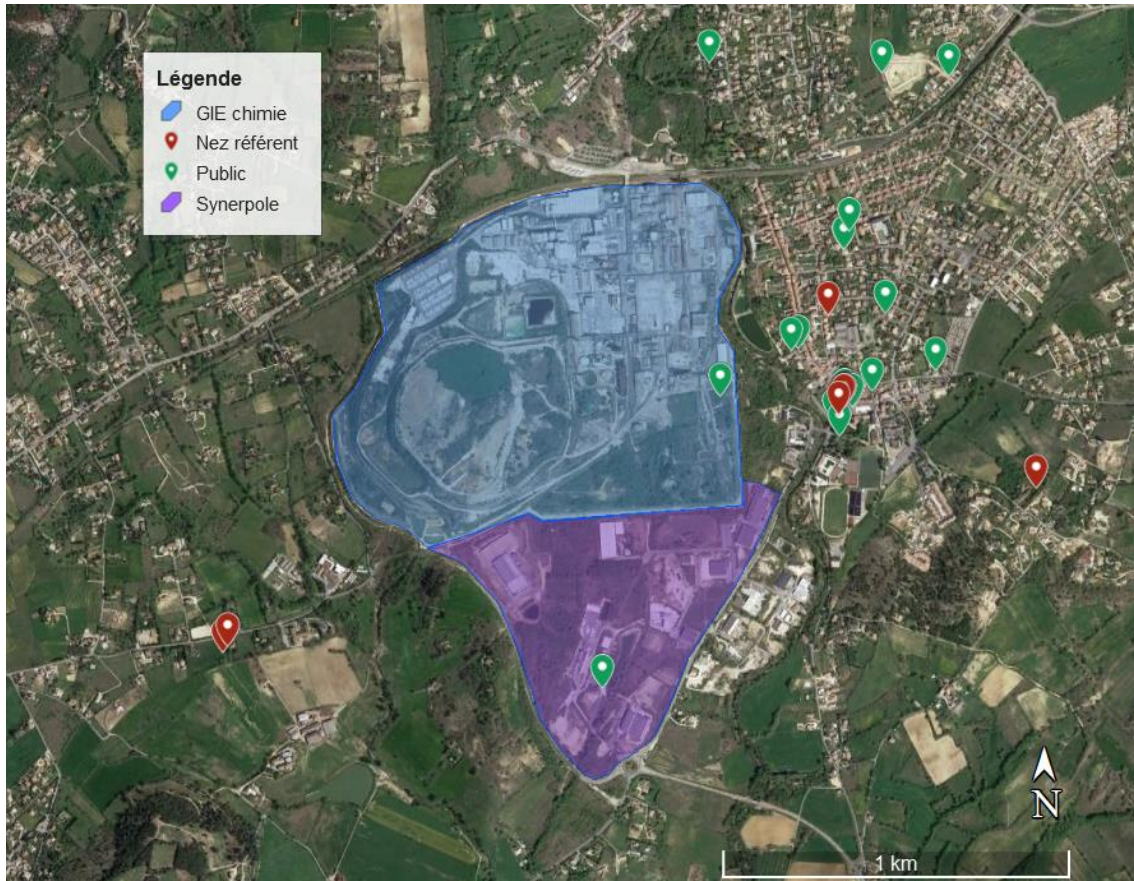 Légende
GIE chimie
Nez référent
Public
Synerpole
N
1 km